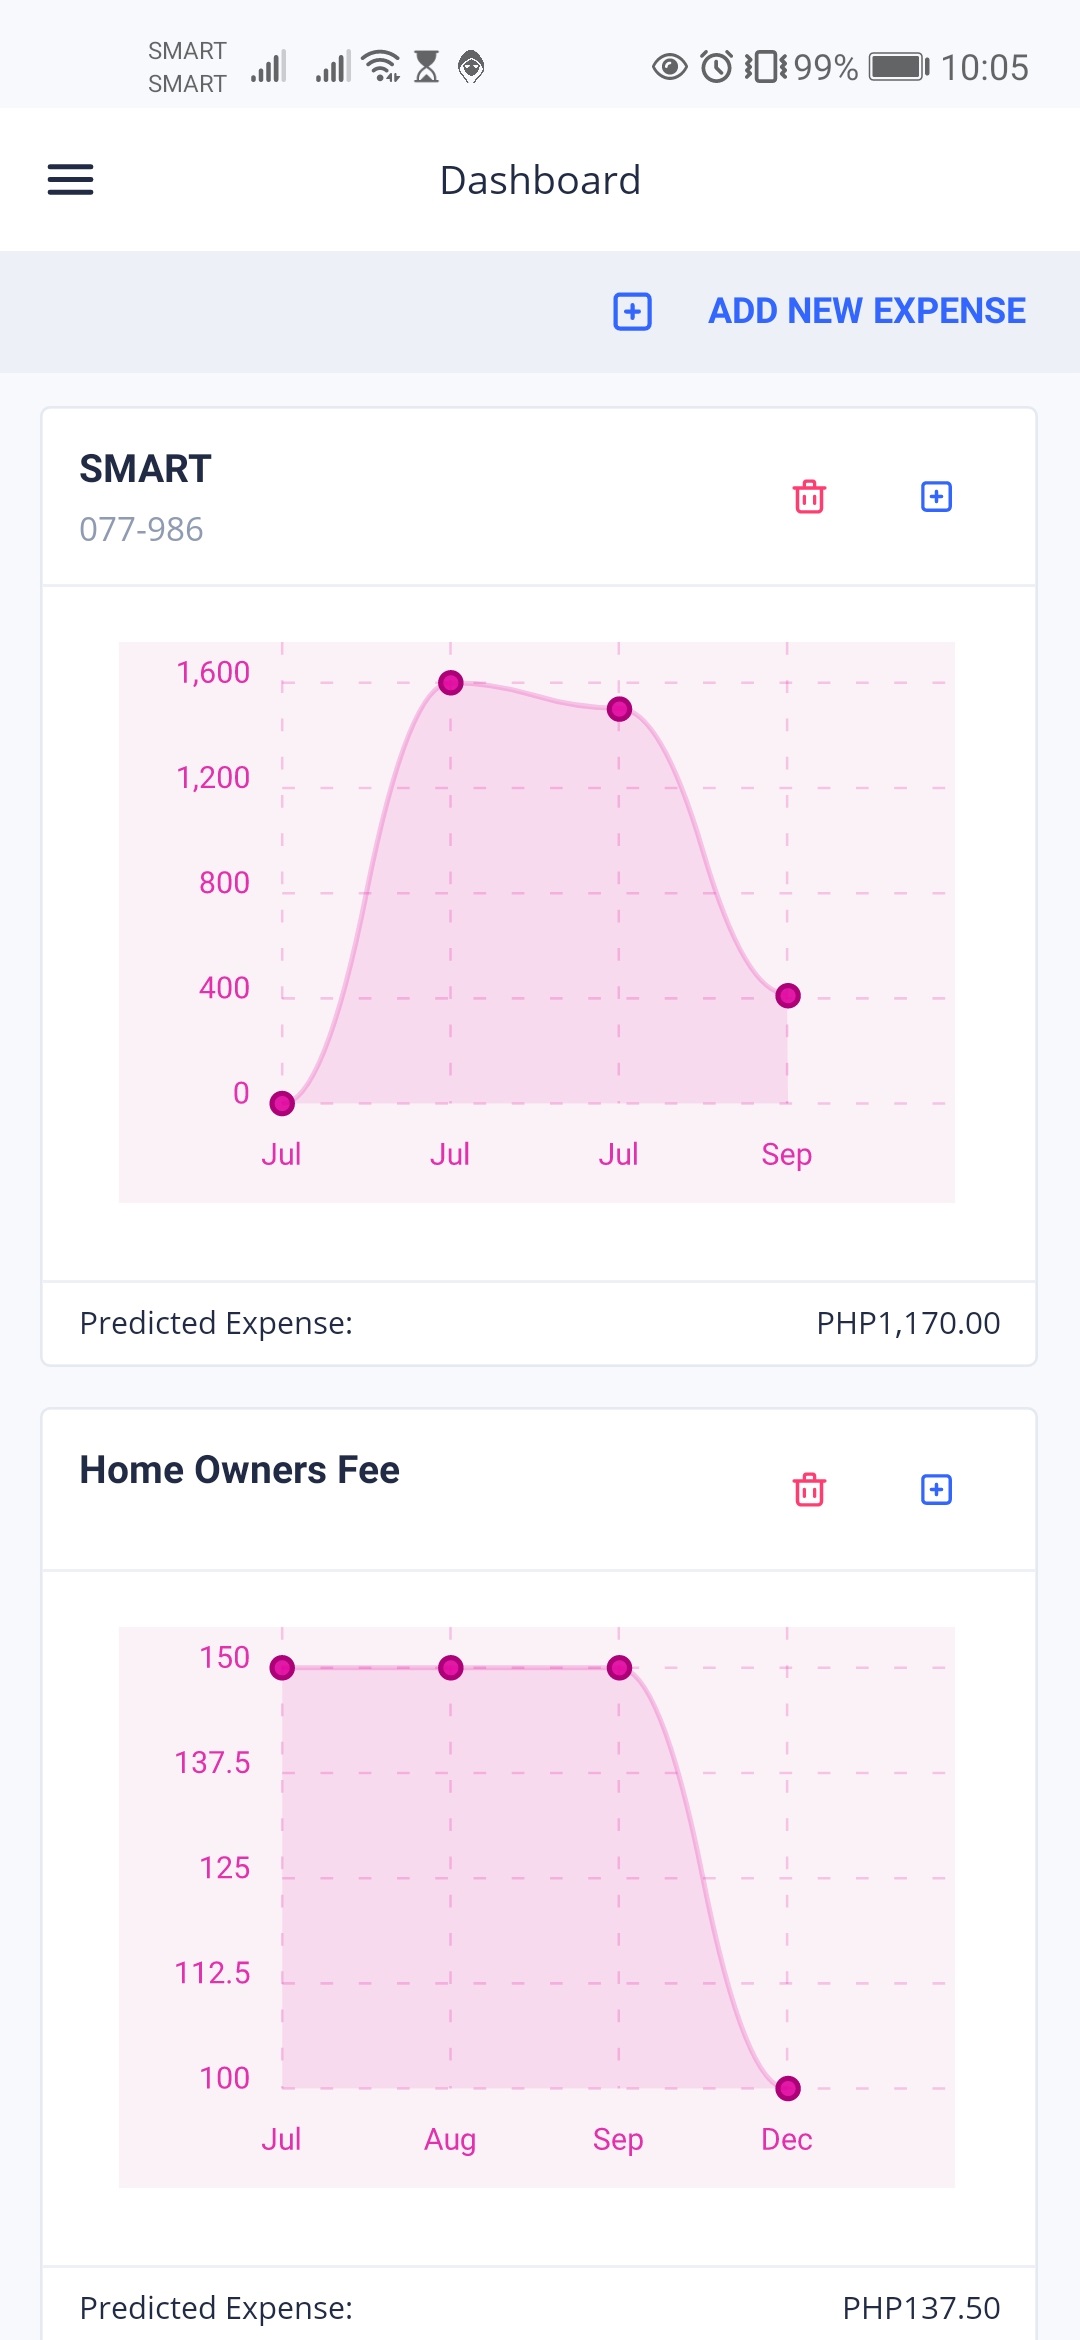 SMART
SMART
99% 10:05
Dashboard
ADD NEW EXPENSE
SMART
077-986
1,600
1,200
800
400
0
Jul Jul Jul Sep
Predicted Expense: PHP1,170.00
Home Owners Fee
150
137.5
125
112.5
100
Jul Aug Sep Dec
Predicted Expense: PHP137.50